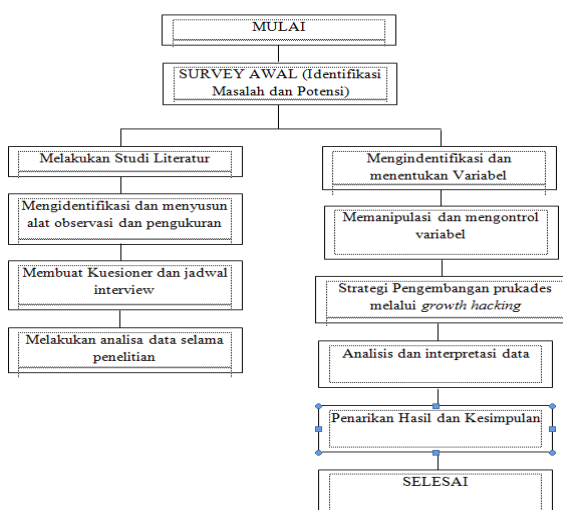 MULAI
SURVEY AWAL (Identifikasi
Masalah dan Potensi)
Melakukan Studi Literatur
Mengidentifikasi dan menyusun
alat observasi dan pengukuran
Membuat Kuesioner dan jadwal
interview
Melakukan analisa data selama
penelitian
Mengindentifikasi dan
menentukan Variabel
Memanipulasi dan mengontrol
variabel
Strategi Pengembangan prukades
melalui growth hacking
Analisis dan interpretasi data
Penarikan Hasil dan Kesimpulan
SELESAI